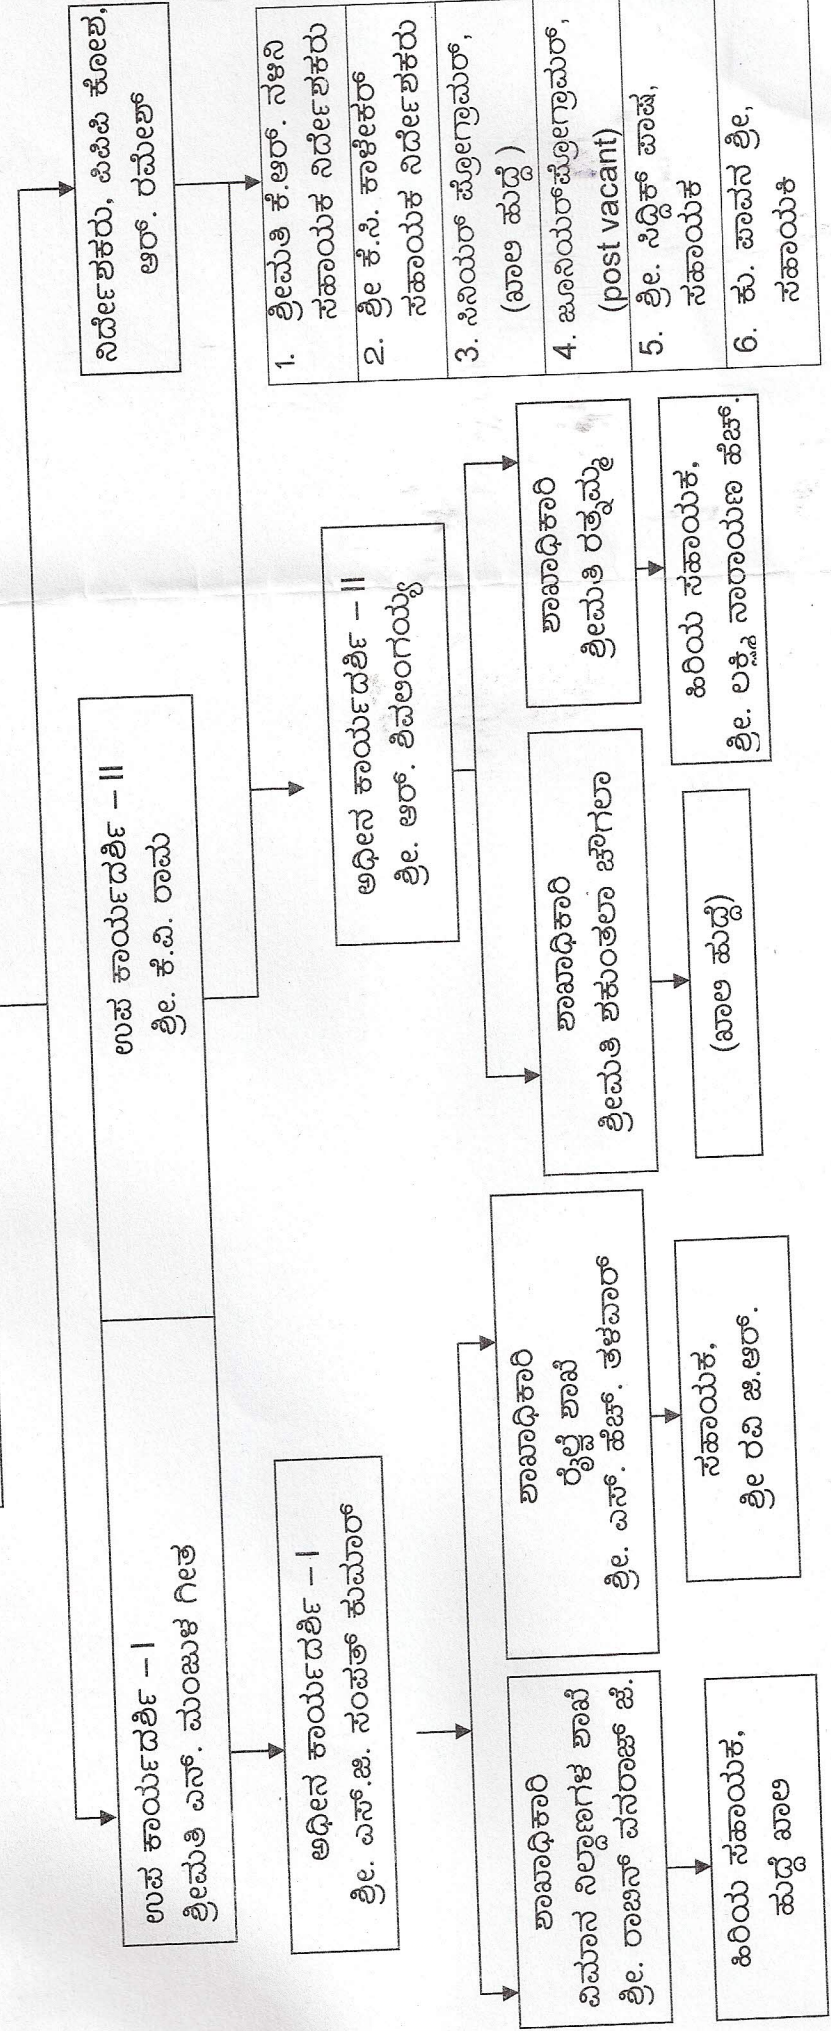 ಉಪ ಕಾರ್ಯದರ್ಶಿ – I
ಶ್ರೀಮತಿ ಎನ್. ಮಂಜುಳ ಗೀತ
ಉಪ ಕಾರ್ಯದರ್ಶಿ – II
ಶ್ರೀ. ಕೆ.ವಿ. ರಾಮ
ನಿರ್ದೇಶಕರು, ಪಿಪಿಪಿ ಕೋಶ,
ಆರ್. ರಮೇಶ್
ಅಧೀನ ಕಾರ್ಯದರ್ಶಿ – I
ಶ್ರೀ. ಎಸ್.ಜಿ. ಸಂಪತ್ ಕುಮಾರ್
ಅಧೀನ ಕಾರ್ಯದರ್ಶಿ – II
ಶ್ರೀ. ಆರ್. ಶಿವಲಿಂಗಯ್ಯ
1. ಶ್ರೀಮತಿ ಕೆ.ಆರ್. ನಳಿನಿ
ಸಹಾಯಕ ನಿರ್ದೇಶಕರು
2. ಶ್ರೀ ಕೆ.ಸಿ. ಕಾಳೇಕರ್
ಸಹಾಯಕ ನಿರ್ದೇಶಕರು
3. ಸಿನಿಯರ್ ಪ್ರೋಗ್ರಾಮರ್,
(ಖಾಲಿ ಹುದ್ದೆ )
4. ಜೂನಿಯರ್‌ಪ್ರೋಗ್ರಾಮರ್,
(post vacant)
5. ಶ್ರೀ. ಸಿದ್ದಿಕ್ ಪಾಷ,
ಸಹಾಯಕ
6. ಕು. ಪಾವನ ಶ್ರೀ,
ಸಹಾಯಕಿ
ಶಾಖಾಧಿಕಾರಿ
ವಿಮಾನ ನಿಲ್ದಾಣಗಳ ಶಾಖೆ
ಶ್ರೀ. ರಾಬಿನ್ ವನರಾಜ್ ಜೆ.
ಶಾಖಾಧಿಕಾರಿ
ರೈಲ್ವೆ ಶಾಖೆ
ಶ್ರೀ. ಎಸ್. ಹೆಚ್. ತಳವಾರ್
ಶಾಖಾಧಿಕಾರಿ
ಶ್ರೀಮತಿ ಶಕುಂತಲಾ ಚೌಗಲಾ
ಶಾಖಾಧಿಕಾರಿ
ಶ್ರೀಮತಿ ರತ್ನಮ್ಮ
ಹಿರಿಯ ಸಹಾಯಕ,
ಹುದ್ದೆ ಖಾಲಿ
ಸಹಾಯಕ,
ಶ್ರೀ ರವಿ ಜಿ.ಆರ್.
(ಖಾಲಿ ಹುದ್ದೆ)
ಹಿರಿಯ ಸಹಾಯಕ,
ಶ್ರೀ. ಲಕ್ಷ್ಮಿ ನಾರಾಯಣ ಹೆಚ್.